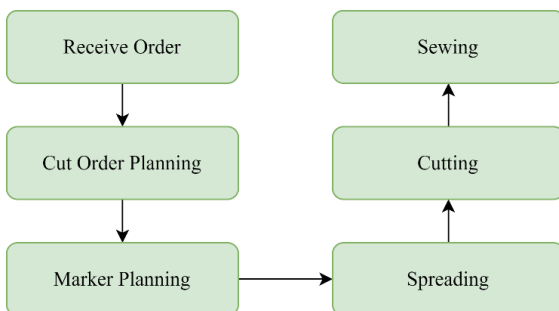 Receive Order
Cut Order Planning
Marker Planning
Spreading
Cutting
Sewing